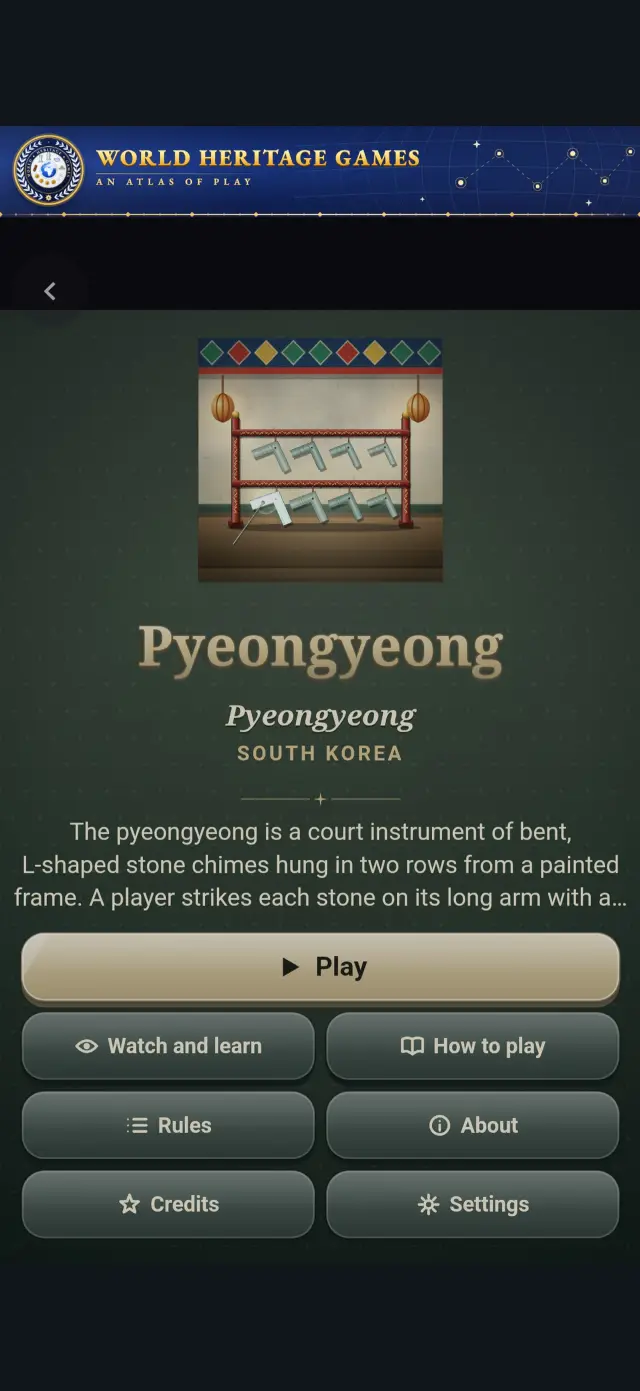 WORLD HERITAGE GAMES
AN ATLAS OF PLAY
Pyeongyeong
Pyeongyeong
SOUTH KOREA
The pyeongyeong is a court instrument of bent,
L-shaped stone chimes hung in two rows from a painted
frame. A player strikes each stone on its long arm with a...
Play
Watch and learn
How to play
Rules
About
Credits
Settings